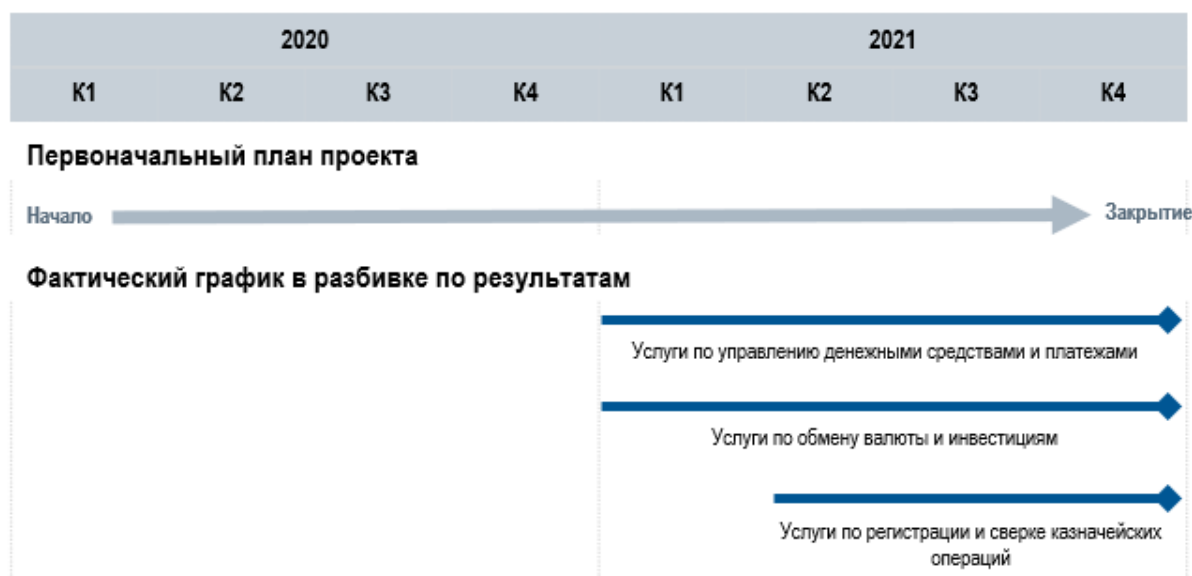 2020 2021
К1 К2 К3 К4 К1 К2 К3 К4
Первоначальный план проекта
Начало Закрытие
Фактический график в разбивке по результатам
Услуги по управлению денежными средствами и платежами
Услуги по обмену валюты и инвестициям
Услуги по регистрации и сверке казначейских
операций